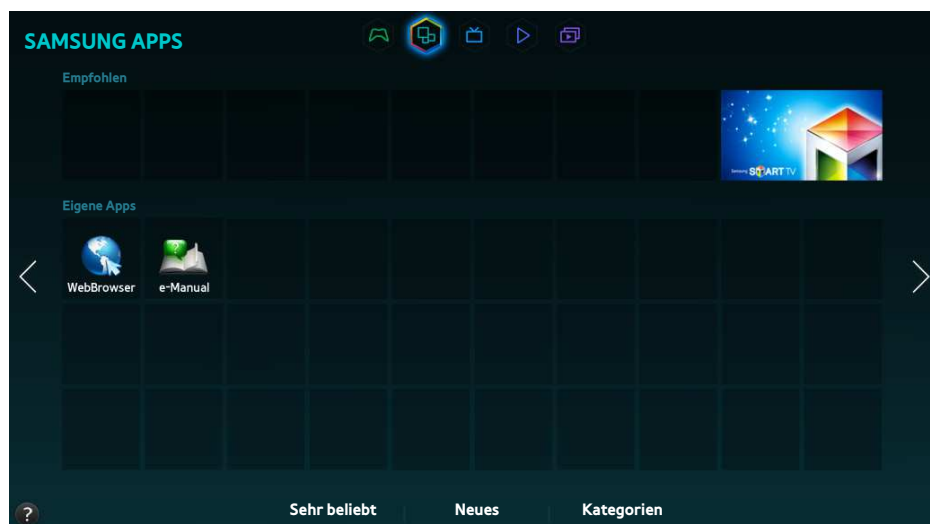 SAMSUNG APPS
Empfohlen
Samsung SMART TV
Eigene Apps
?
WebBrowser e-Manual
?
Sehr beliebt Neues Kategorien